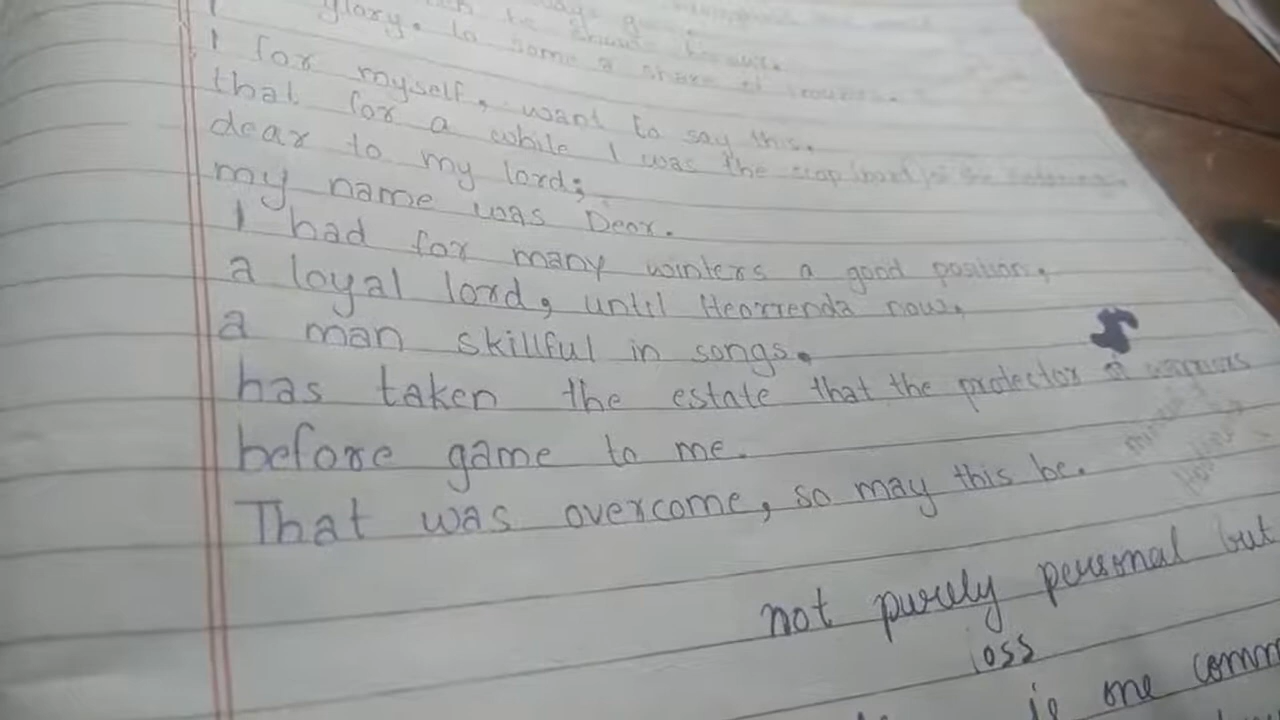 glory. to some a share of
I for myself, want to say this.
that for a while I was the
dear to my lord;
my name was Deor.
I had for many winters a good position,
a loyal lord, until Heorrenda now,
a man skillful in songs.
has taken the estate that the protector of warriors
before game to me.
That was overcome, so may this be.
not purely personal but
loss
is one comm